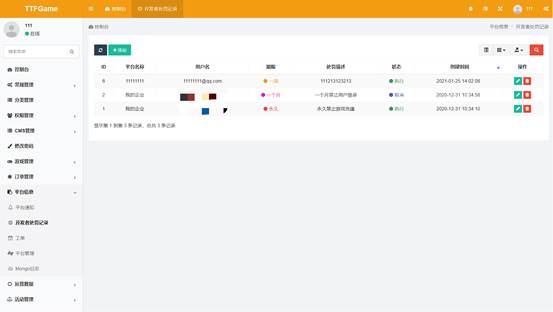 TTFGame
控制台
开发者处罚记录
111
111
在线
控制台
平台信息 / 开发者处罚记录
搜索菜单
添加
控制台
常规管理
分类管理
权限管理
CMS管理
修改密码
游戏管理
订单管理
平台信息
平台通知
开发者处罚记录
工单
平台管理
Mongo日志
运营数据
活动管理
ID 平台名称 用户名 期限 处罚描述 状态 创建时间 操作
6 11111111 11111111@qq.com 一周 111213123213 执行 2021-01-25 14:02:08
2 我的企业 一个月 一个月禁止用户登录 取消 2020-12-31 10:34:56
1 我的企业 永久 永久禁止游戏充值 执行 2020-12-31 10:34:10
显示第 1 到第 3 条记录，总共 3 条记录